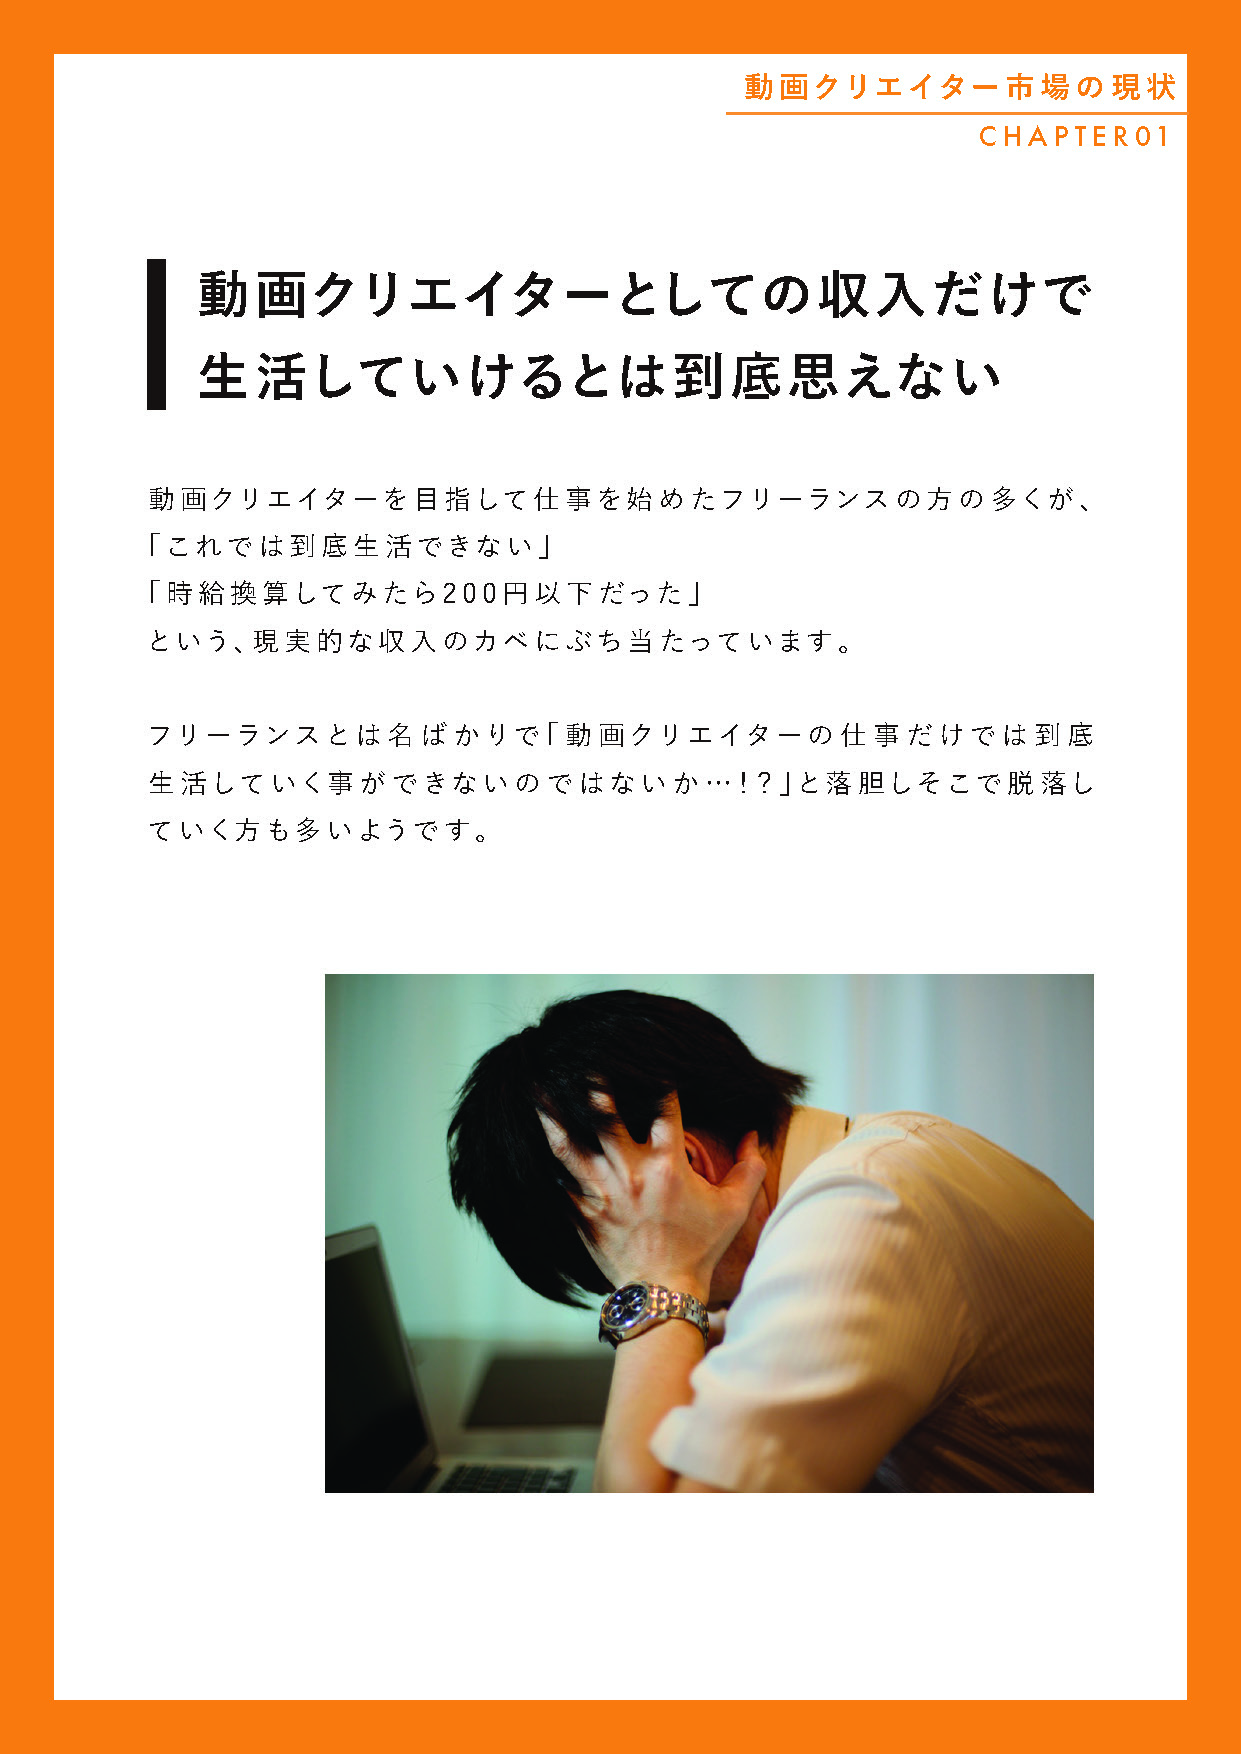 動画クリエイター市場の現状
CHAPTER01
動画クリエイターとしての収入だけで
生活していけるとは到底思えない
動画クリエイターを目指して仕事を始めたフリーランスの方の多くが、
「これでは到底生活できない」
「時給換算してみたら200円以下だった」
という、現実的な収入のカベにぶち当たっています。
フリーランスとは名ばかりで「動画クリエイターの仕事だけでは到底
生活していく事ができないのではないか…!?」と落胆しそこで脱落し
ていく方も多いようです。